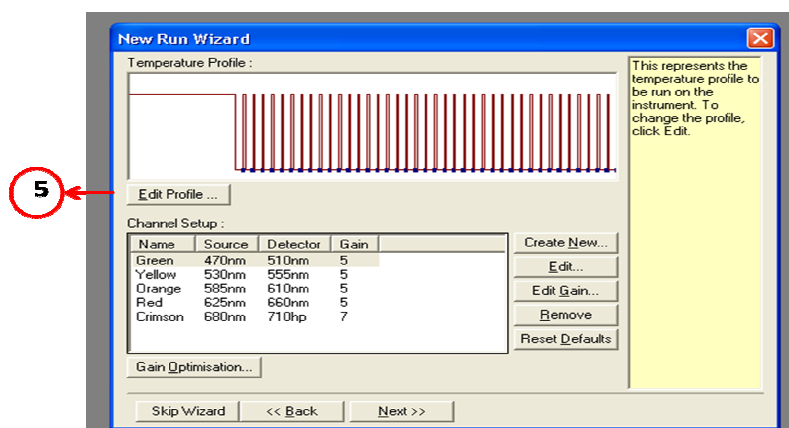 New Run Wizard
Temperature Profile :
This represents the
temperature profile to
be run on the
instrument. To
change the profile,
click Edit.
5
Edit Profile ...
Channel Setup :
Name Source Detector Gain
Green 470nm 510nm 5
Yellow 530nm 555nm 5
Orange 585nm 610nm 5
Red 625nm 660nm 5
Crimson 680nm 710hp 7
Create New...
Edit...
Edit Gain...
Remove
Reset Defaults
Gain Optimisation...
Skip Wizard << Back Next >>